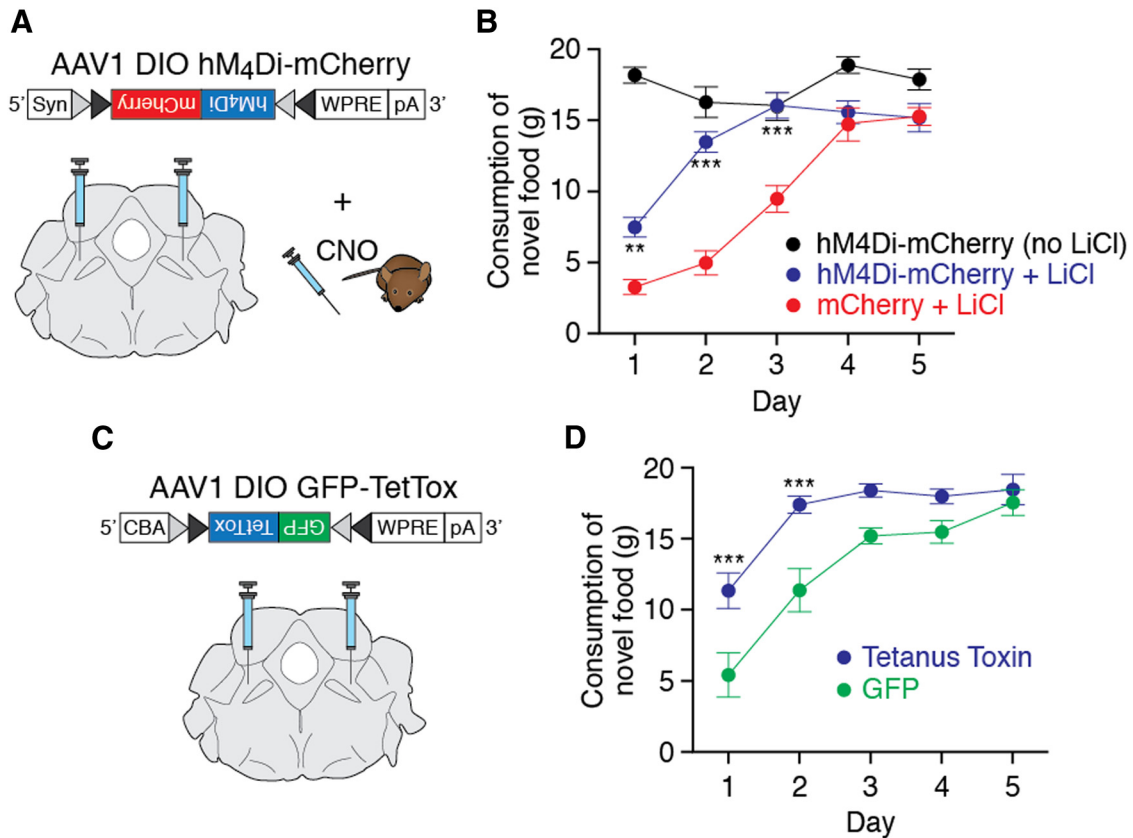 A
AAV1 DIO hM4Di-mCherry
5' Syn mCherry hM4Di WPRE pA 3'
+
CNO
B
Consumption of
novel food (g)
20
15
10
5
0
**
***
***
hM4Di-mCherry (no LiCl)
hM4Di-mCherry + LiCl
mCherry + LiCl
1 2 3 4 5
Day
C
AAV1 DIO GFP-TetTox
5' CBA TetTox GFP WPRE pA 3'
D
Consumption of
novel food (g)
20
15
10
5
0
***
***
Tetanus Toxin
GFP
1 2 3 4 5
Day